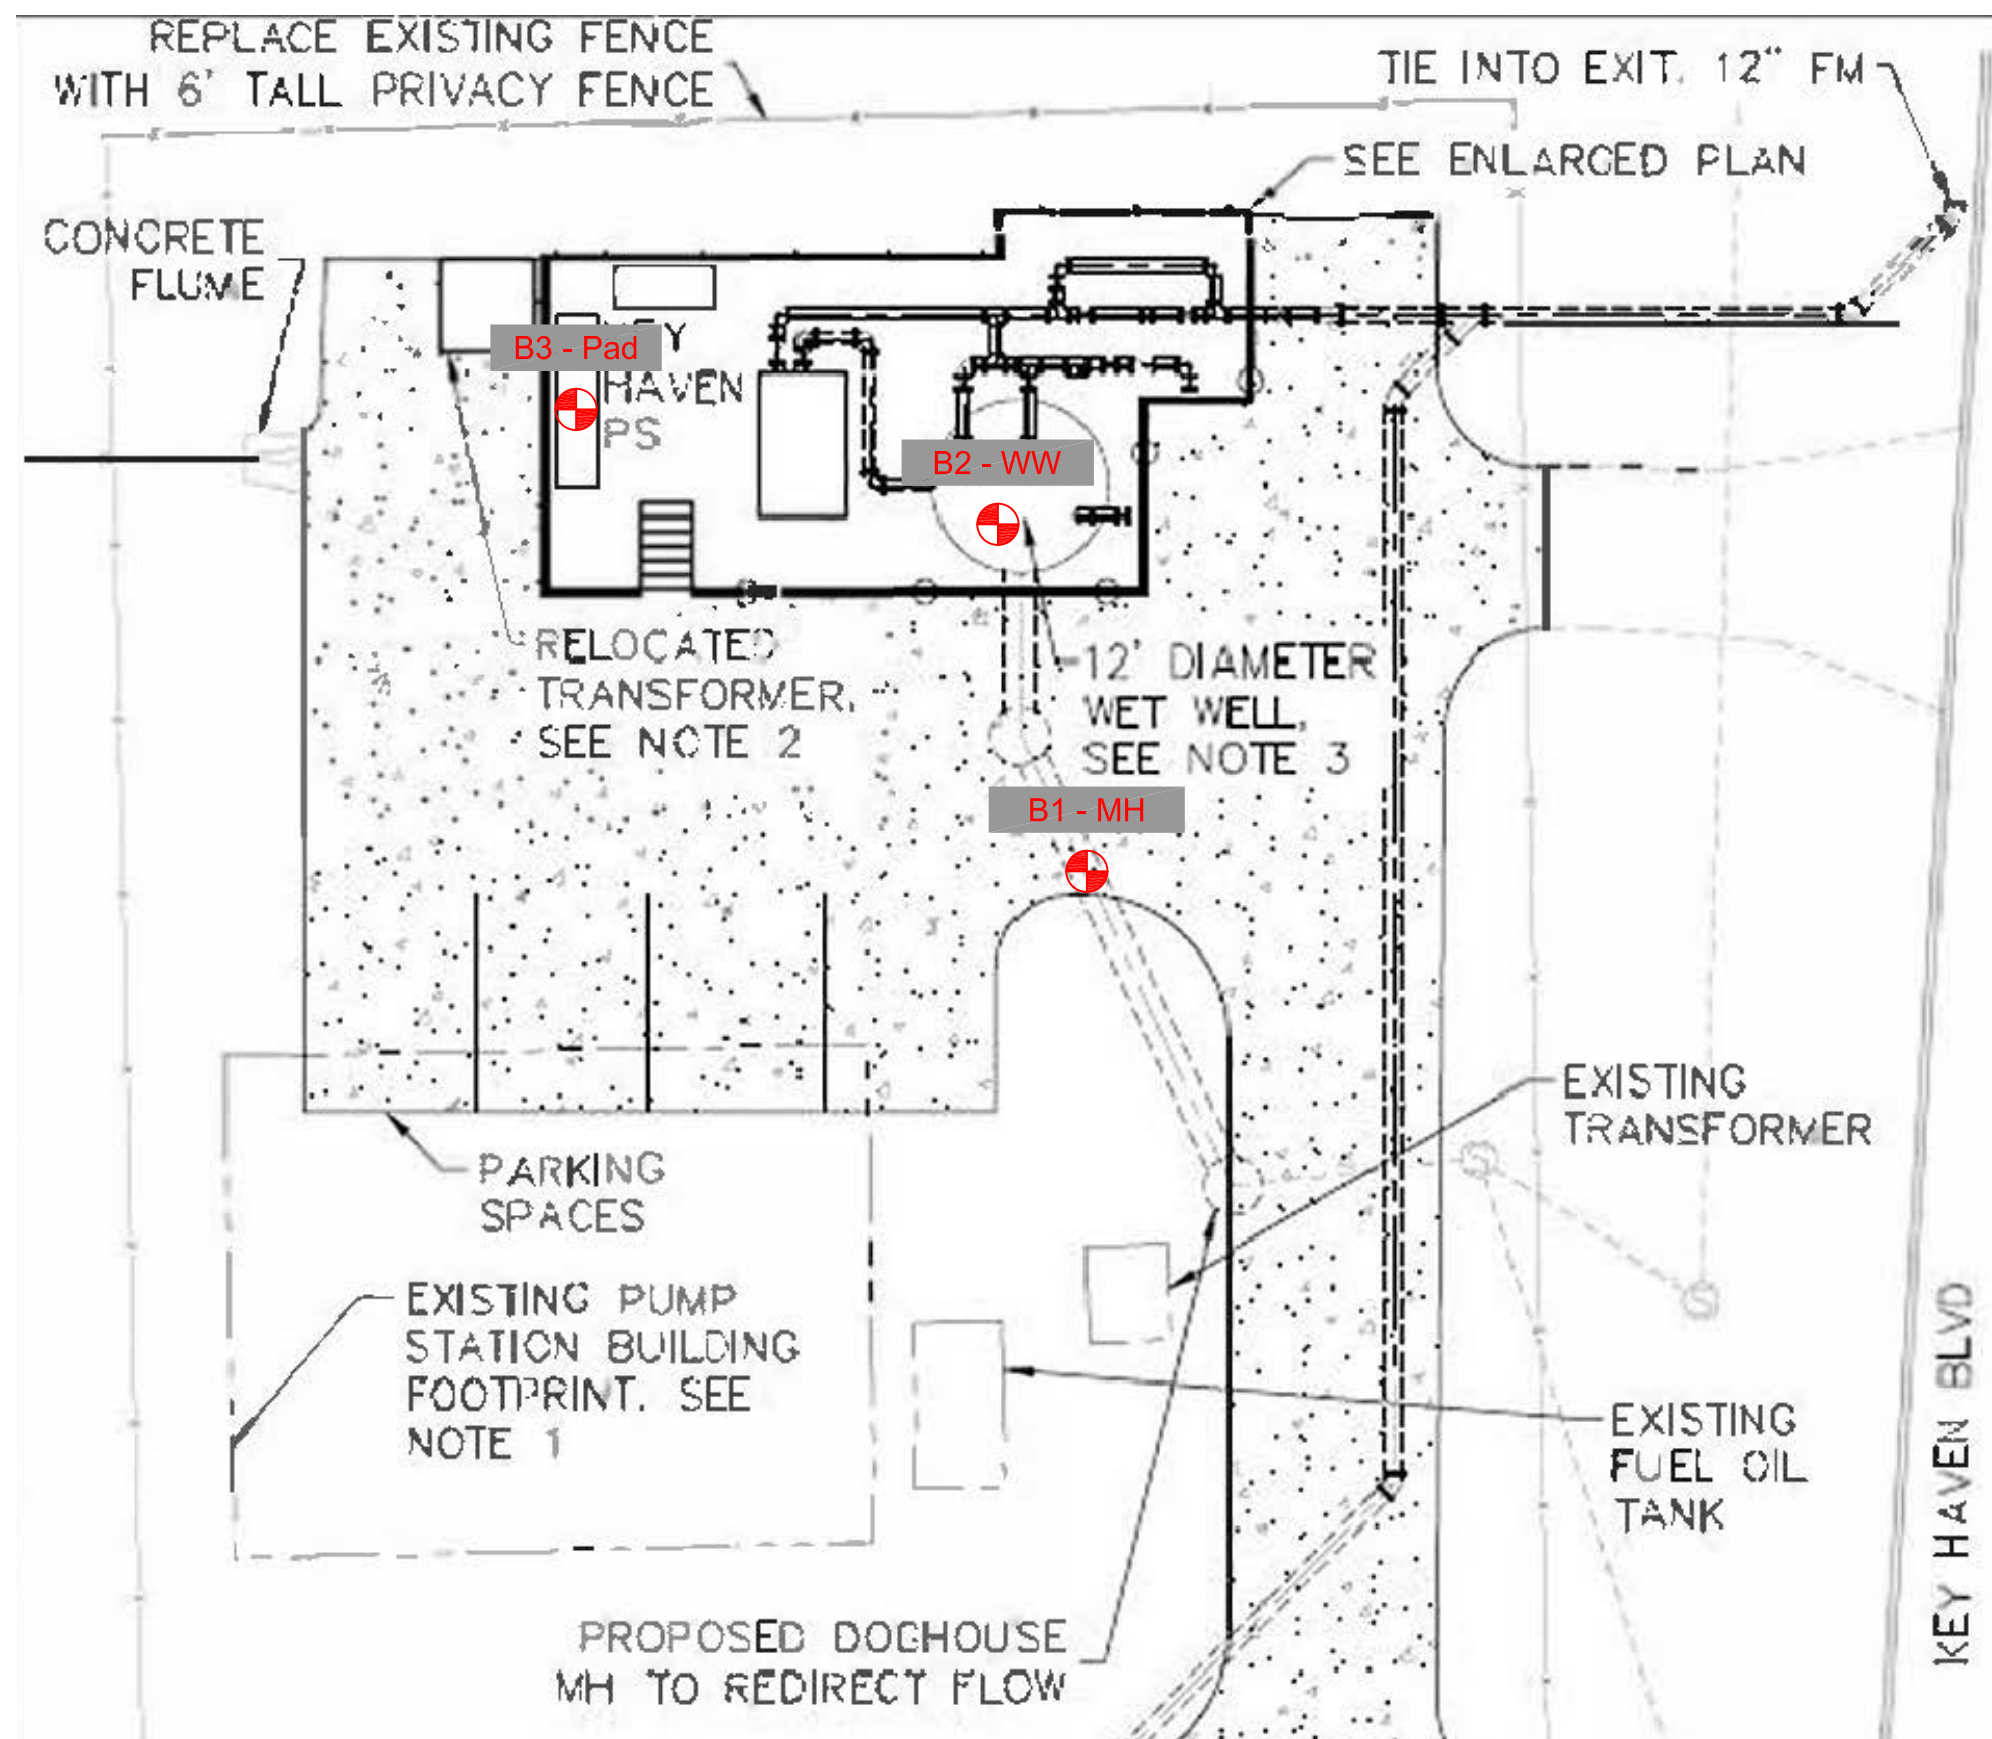 REPLACE EXISTING FENCE
WITH 6' TALL PRIVACY FENCE
TIE INTO EXIT. 12" FM
SEE ENLARGED PLAN
CONCRETE
FLUME
B3 - Pad
HAVEN
PS
B2 - WW
RELOCATED
TRANSFORMER,
SEE NOTE 2
12' DIAMETER
WET WELL,
SEE NOTE 3
B1 - MH
EXISTING
TRANSFORMER
PARKING
SPACES
EXISTING PUMP
STATION BUILDING
FOOTPRINT. SEE
NOTE 1
EXISTING
FUEL OIL
TANK
PROPOSED DOGHOUSE
MH TO REDIRECT FLOW
KEY HAVEN BLVD